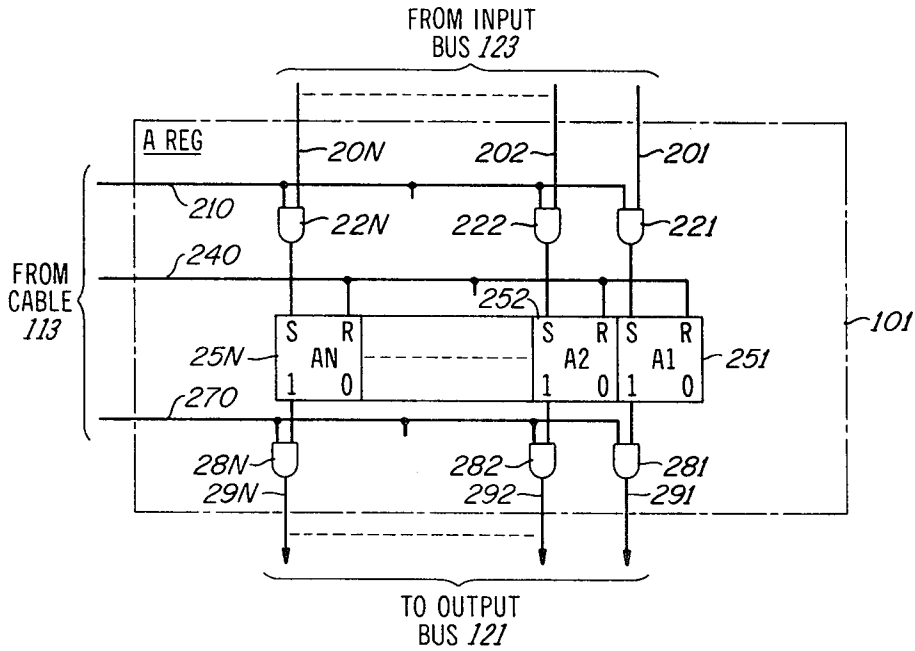 FROM INPUT
BUS 123
A REG
20N
202
201
210
22N
222
221
240
FROM
CABLE
113
252
S R
S R
S R
101
25N
AN
A2
A1
251
1 0
1 0
1 0
270
28N
282
281
29N
292
291
TO OUTPUT
BUS 121